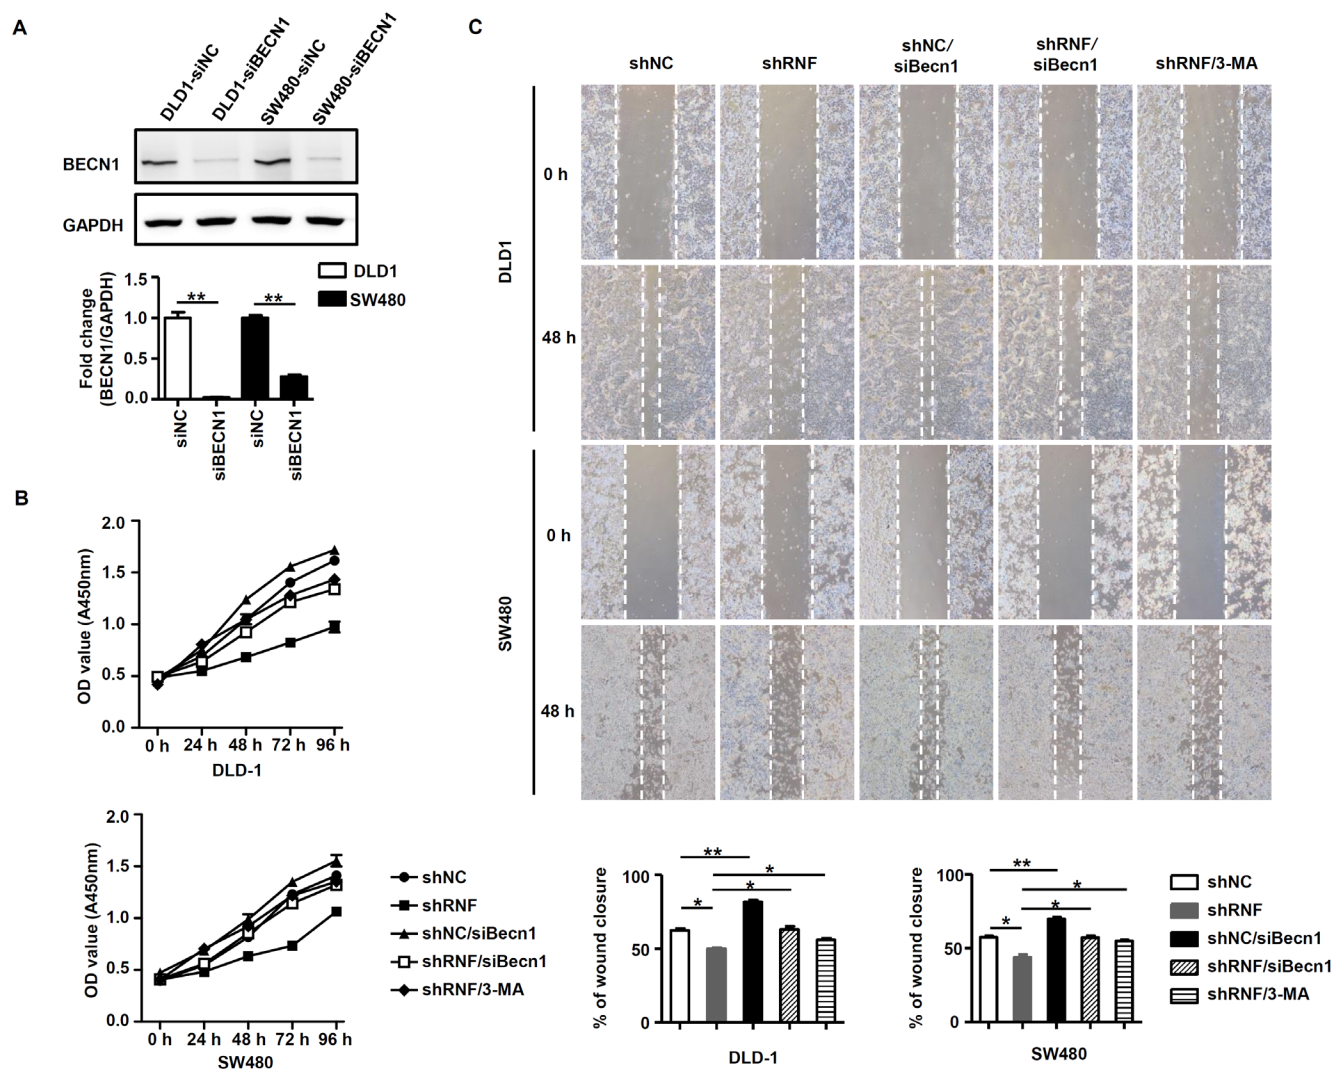 A
DLD1-siNC
DLD1-siBECN1
SW480-siNC
SW480-siBECN1
BECN1
GAPDH
DLD1
SW480
Fold change
(BECN1/GAPDH)
1.5
1.0
0.5
0.0
**
**
siNC
siBECN1
siNC
siBECN1
B
OD value (A450nm)
2.0
1.5
1.0
0.5
0.0
0 h 24 h 48 h 72 h 96 h
DLD-1
OD value (A450nm)
2.0
1.5
1.0
0.5
0.0
0 h 24 h 48 h 72 h 96 h
SW480
shNC
shRNF
shNC/siBecn1
shRNF/siBecn1
shRNF/3-MA
C
shNC
shRNF
shNC/
siBecn1
shRNF/
siBecn1
shRNF/3-MA
DLD1
0 h
48 h
SW480
0 h
48 h
% of wound closure
100
50
0
**
*
*
*
DLD-1
% of wound closure
100
50
0
**
*
*
*
SW480
shNC
shRNF
shNC/siBecn1
shRNF/siBecn1
shRNF/3-MA